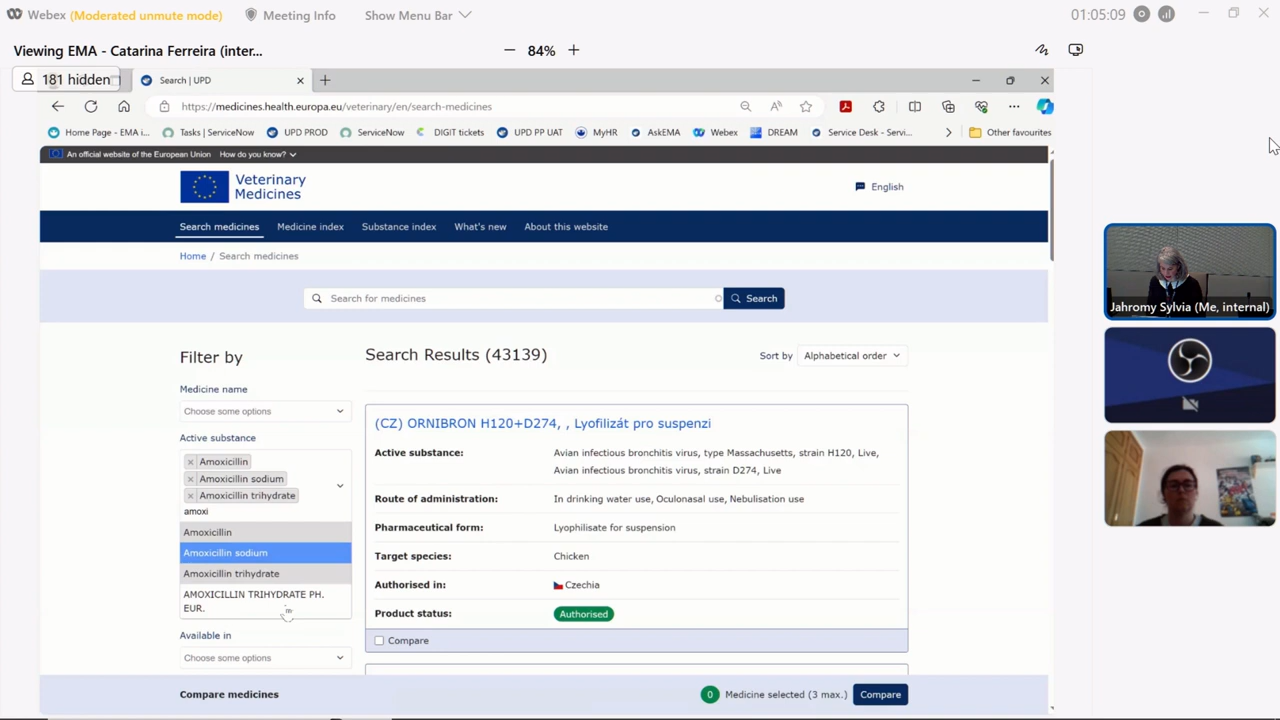 Webex (Moderated unmute mode) Meeting Info Show Menu Bar 01:05:09
Viewing EMA - Catarina Ferreira (inter... 84%
181 hidden Search | UPD
https://medicines.health.europa.eu/veterinary/en/search-medicines
Home Page - EMA i... Tasks | ServiceNow UPD PROD ServiceNow DIGIT tickets UPD PP UAT MyHR AskEMA Webex DREAM Service Desk - Servi... Other favourites
An official website of the European Union How do you know?
Veterinary
Medicines
English
Search medicines Medicine index Substance index What's new About this website
Home / Search medicines
Search for medicines Search
Filter by
Medicine name
Choose some options
Active substance
× Amoxicillin
× Amoxicillin sodium
× Amoxicillin trihydrate
amoxi
Amoxicillin
Amoxicillin sodium
Amoxicillin trihydrate
AMOXICILLIN TRIHYDRATE PH.
EUR.
Available in
Choose some options
Search Results (43139) Sort by Alphabetical order
(CZ) ORNIBRON H120+D274, , Lyofilizát pro suspenzi
Active substance: Avian infectious bronchitis virus, type Massachusetts, strain H120, Live,
Avian infectious bronchitis virus, strain D274, Live
Route of administration: In drinking water use, Oculonasal use, Nebulisation use
Pharmaceutical form: Lyophilisate for suspension
Target species: Chicken
Authorised in: Czechia
Product status: Authorised
Compare
Compare medicines 0 Medicine selected (3 max.) Compare
Jahromy Sylvia (Me, internal)